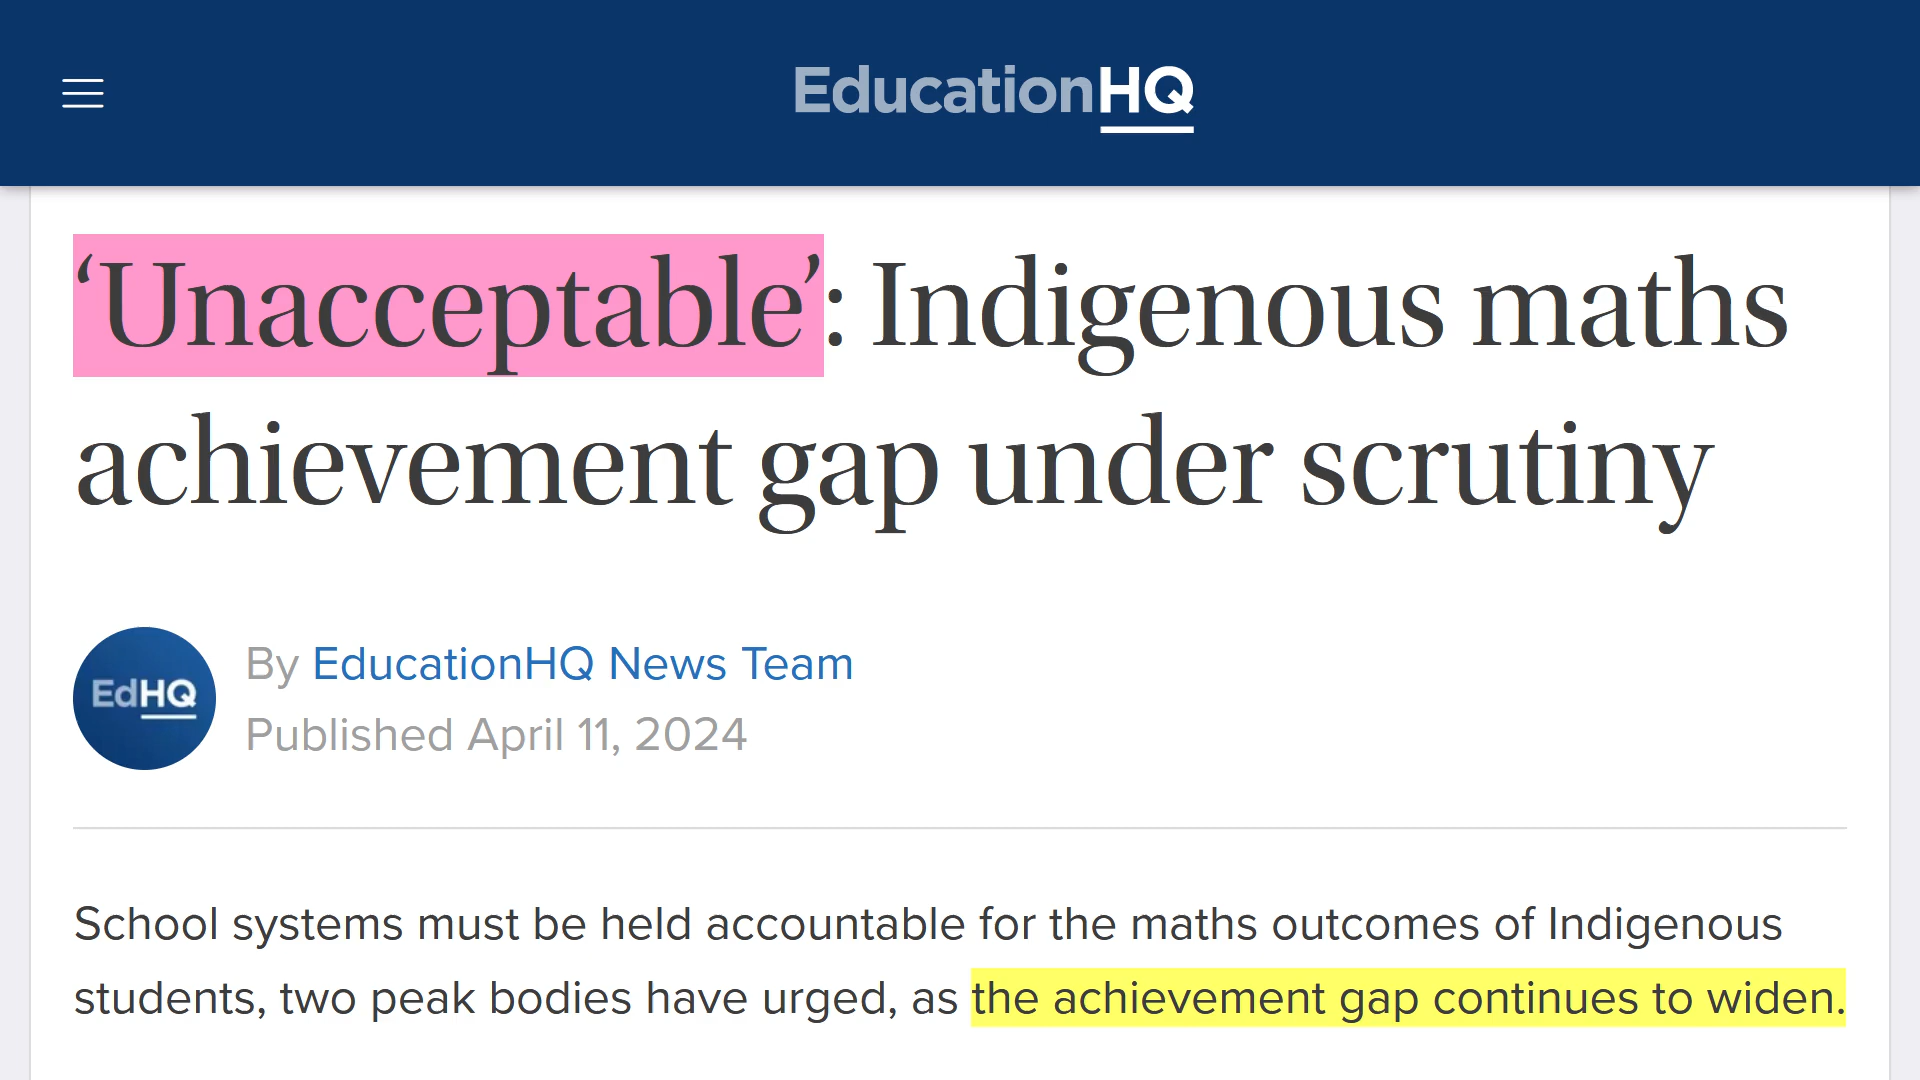 EducationHQ
‘Unacceptable’: Indigenous maths
achievement gap under scrutiny
EdHQ
By EducationHQ News Team
Published April 11, 2024
School systems must be held accountable for the maths outcomes of Indigenous
students, two peak bodies have urged, as the achievement gap continues to widen.